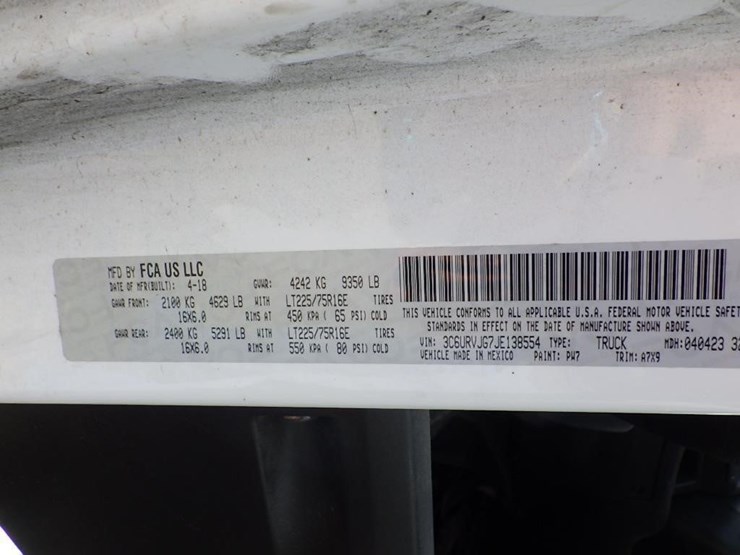 MFD BY FCA US LLC
DATE OF MFR(BUILT): 4-18 GVWR: 4242 KG 9350 LB
GAWR FRONT: 2100 KG 4629 LB WITH LT225/75R16E TIRES
16X6.0 RIMS AT 450 KPA ( 65 PSI) COLD
GAWR REAR: 2400 KG 5291 LB WITH LT225/75R16E TIRES
16X6.0 RIMS AT 550 KPA ( 80 PSI) COLD
THIS VEHICLE CONFORMS TO ALL APPLICABLE U.S.A. FEDERAL MOTOR VEHICLE SAFET
STANDARDS IN EFFECT ON THE DATE OF MANUFACTURE SHOWN ABOVE.
VIN: 3C6URVJG7JE138554 TYPE: TRUCK MDH:040423 32
VEHICLE MADE IN MEXICO PAINT: PW7 TRIM: A7X9